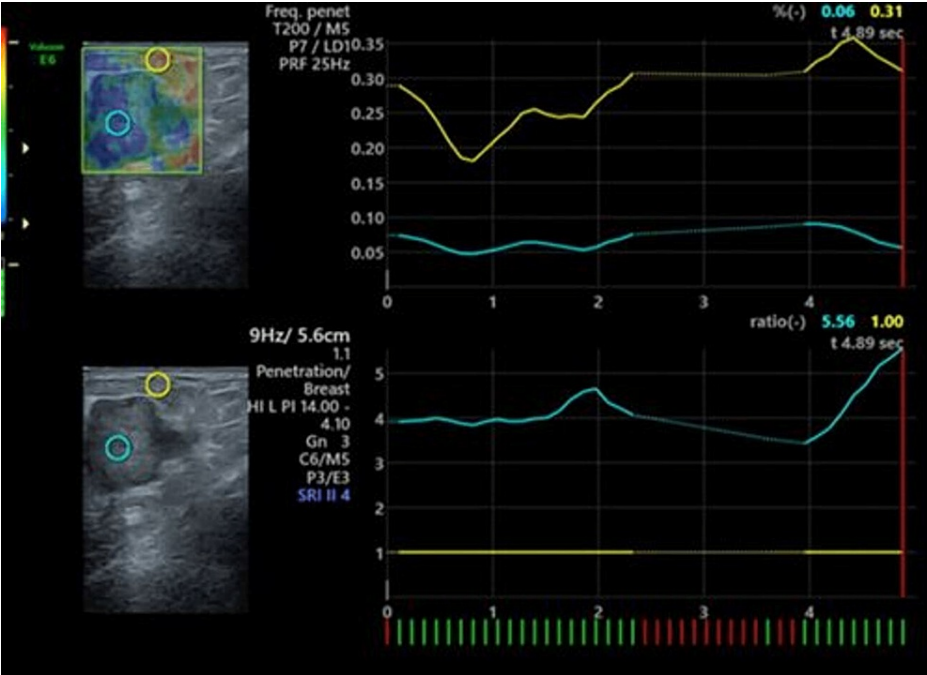 Voluson
E6
Freq. penet
T200 / M5
P7 / LD1
PRF 25Hz
%(-) 0.06 0.31
t 4.89 sec
0.35
0.30
0.25
0.20
0.15
0.10
0.05
0 1 2 3 4
9Hz/ 5.6cm
1.1
Penetration/
Breast
HI L PI 14.00 -
4.10
Gn 3
C6/M5
P3/E3
SRI II 4
ratio(-) 5.56 1.00
t 4.89 sec
5
4
3
2
1
0 1 2 3 4